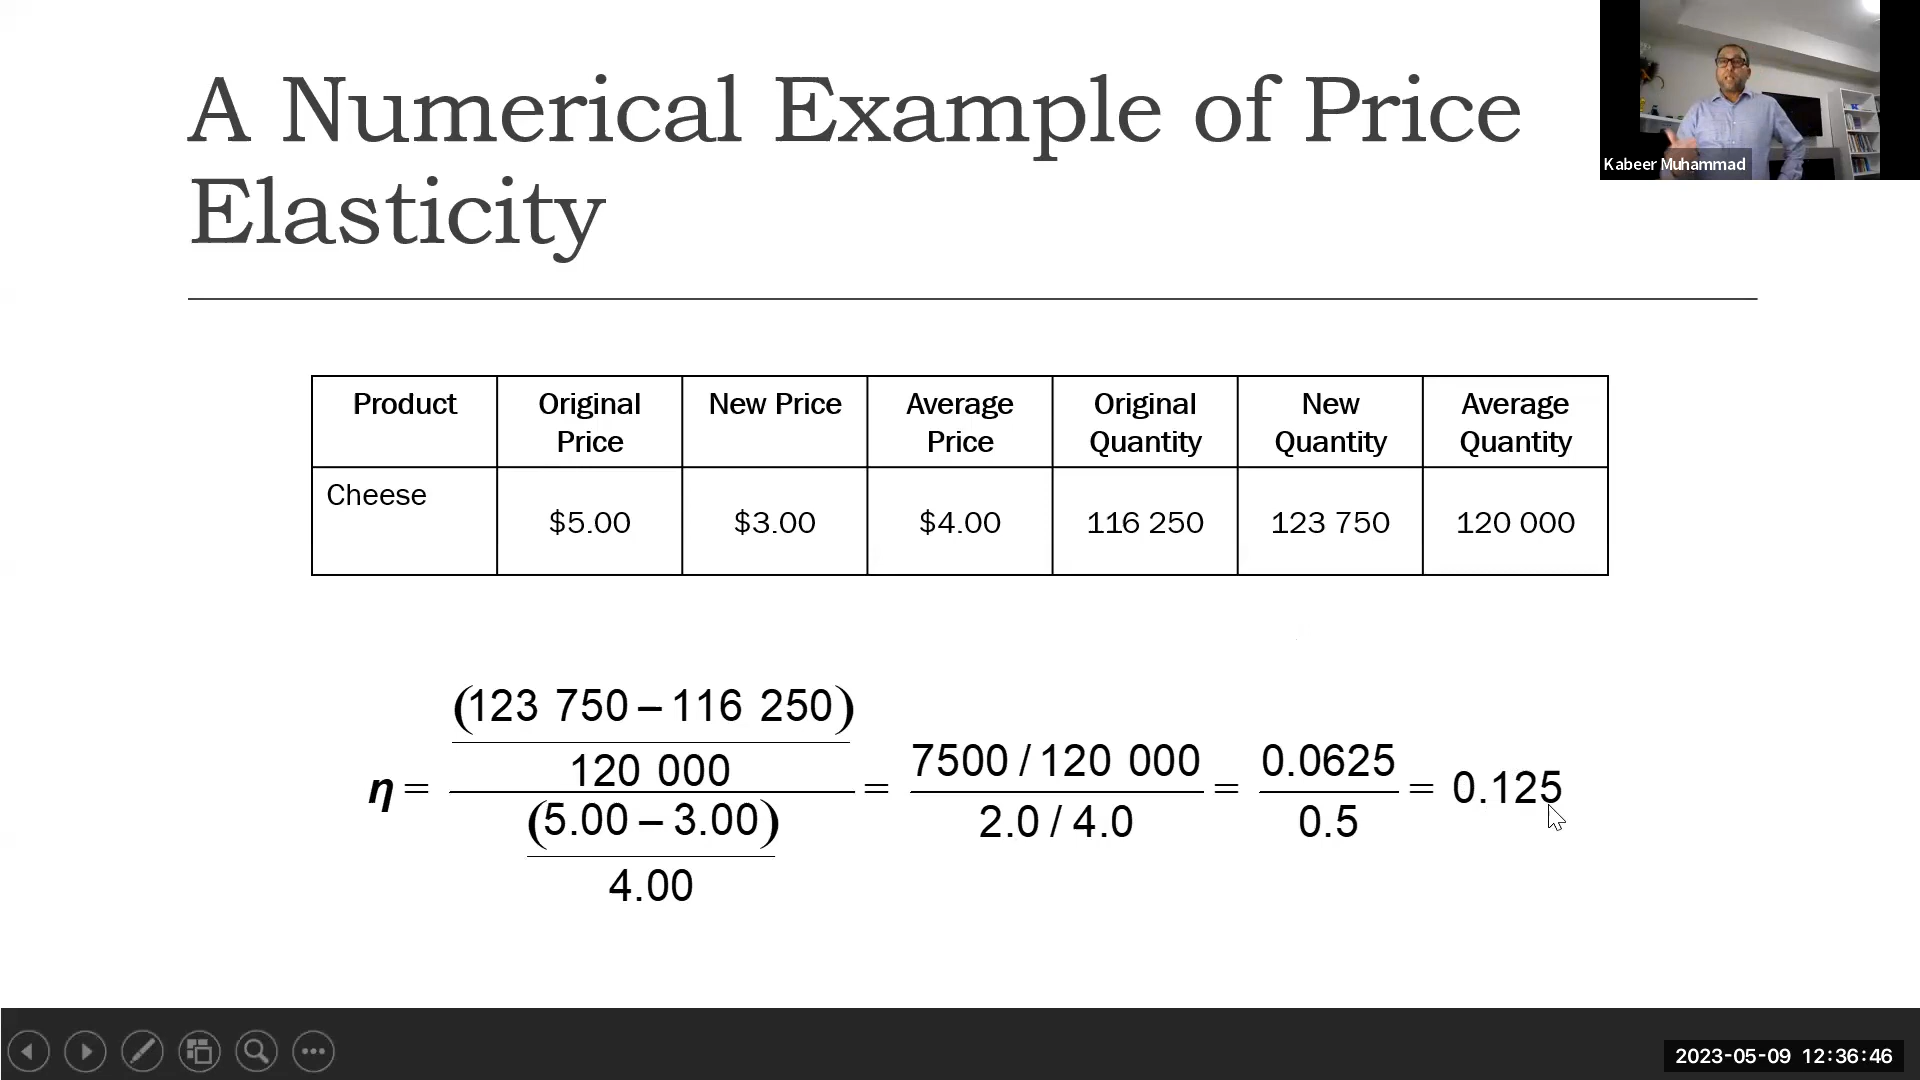 A Numerical Example of Price
Elasticity
Kabeer Muhammad
Product Original Price New Price Average Price Original Quantity New Quantity Average Quantity
Cheese $5.00 $3.00 $4.00 116 250 123 750 120 000
η = ((123 750 – 116 250) / 120 000) / ((5.00 – 3.00) / 4.00) = (7500 / 120 000) / (2.0 / 4.0) = 0.0625 / 0.5 = 0.125
2023-05-09 12:36:46